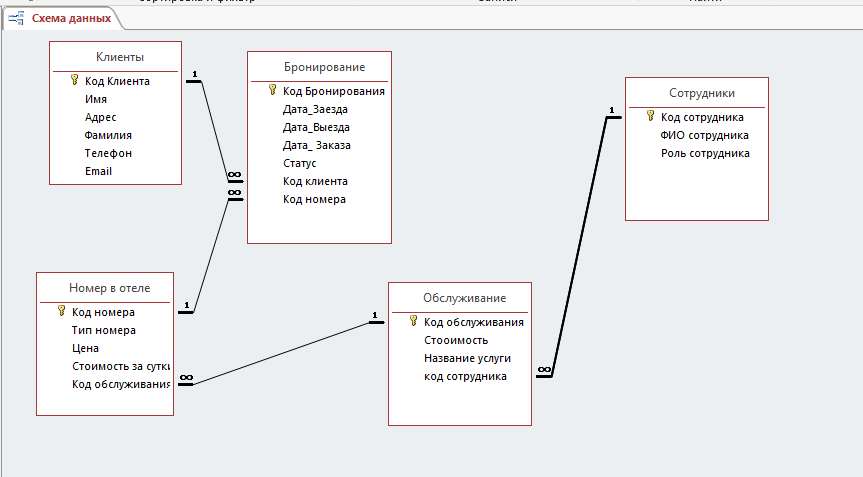 Схема данных
Клиенты
Код Клиента
Имя
Адрес
Фамилия
Телефон
Email
1
∞
Бронирование
Код Бронирования
Дата_Заезда
Дата_Выезда
Дата_ Заказа
Статус
Код клиента
Код номера
∞
1
Сотрудники
Код сотрудника
ФИО сотрудника
Роль сотрудника
1
Номер в отеле
Код номера
Тип номера
Цена
Стоимость за сутки
Код обслуживания
∞
1
Обслуживание
Код обслуживания
Стооимость
Название услуги
код сотрудника
∞